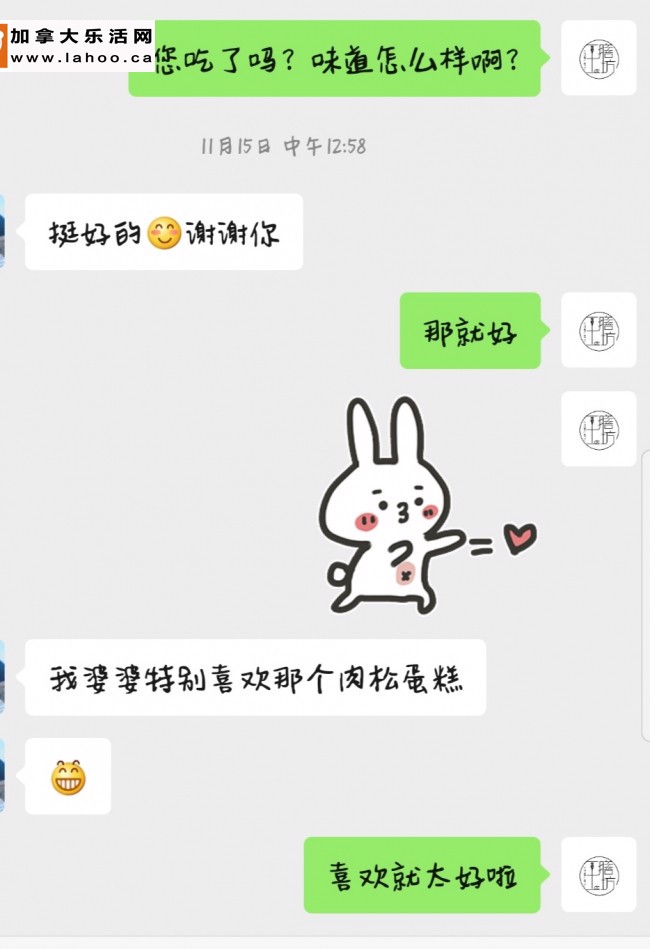 加拿大乐活网
www.lahoo.ca
您吃了吗？味道怎么样啊？
11月15日 中午12:58
挺好的😊谢谢你
那就好
我婆婆特别喜欢那个肉松蛋糕
😁
喜欢就太好啦